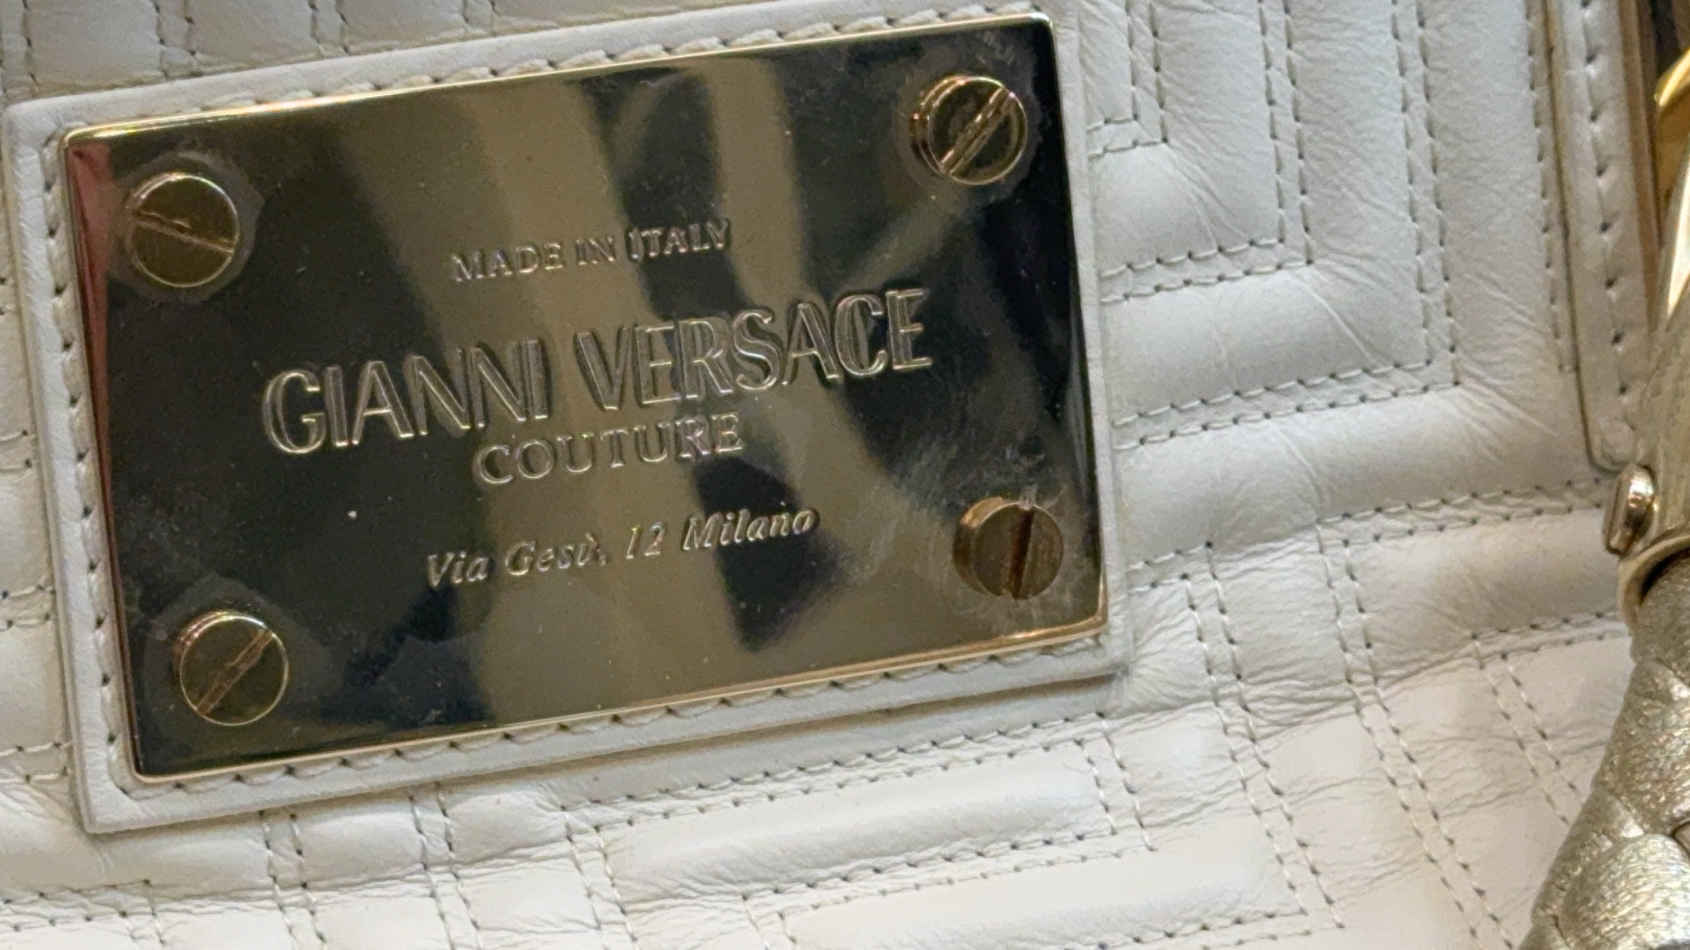 MADE IN ITALY
GIANNI VERSACE
COUTURE
Via Gesù, 12 Milano